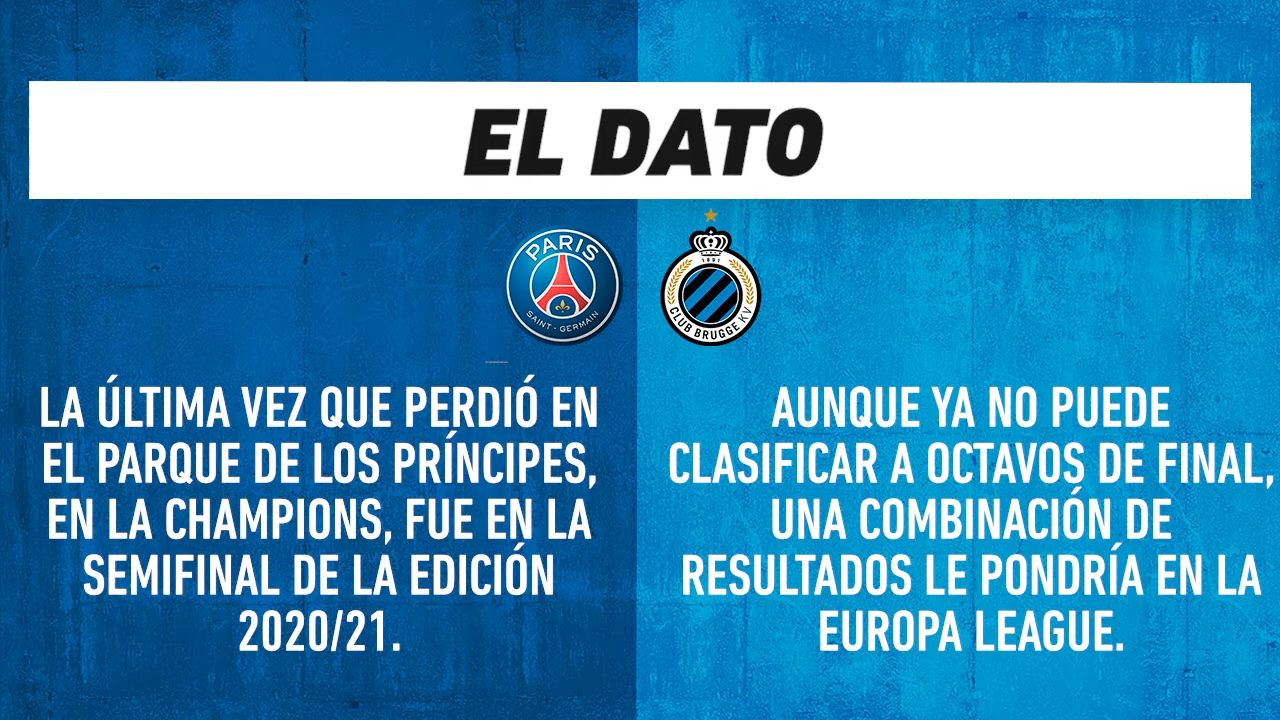 EL DATO
PARIS
SAINT-GERMAIN
1891
CLUB BRUGGE KV
LA ÚLTIMA VEZ QUE PERDIÓ EN
EL PARQUE DE LOS PRÍNCIPES,
EN LA CHAMPIONS, FUE EN LA
SEMIFINAL DE LA EDICIÓN
2020/21.
AUNQUE YA NO PUEDE
CLASIFICAR A OCTAVOS DE FINAL,
UNA COMBINACIÓN DE
RESULTADOS LE PONDRÍA EN LA
EUROPA LEAGUE.